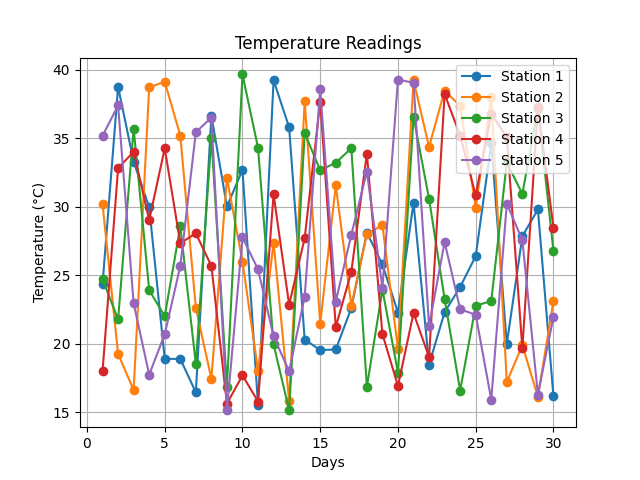 Temperature Readings
Station 1
Station 2
Station 3
Station 4
Station 5
40
35
30
25
20
15
Temperature (°C)
0
5
10
15
20
25
30
Days